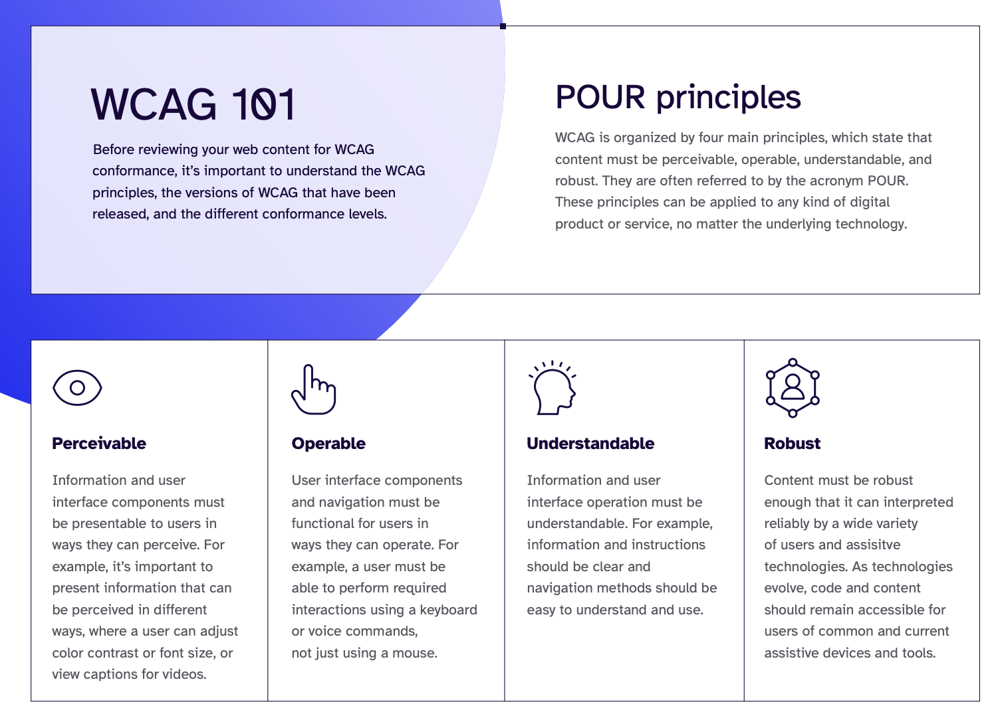 WCAG 101
Before reviewing your web content for WCAG
conformance, it’s important to understand the WCAG
principles, the versions of WCAG that have been
released, and the different conformance levels.
POUR principles
WCAG is organized by four main principles, which state that
content must be perceivable, operable, understandable, and
robust. They are often referred to by the acronym POUR.
These principles can be applied to any kind of digital
product or service, no matter the underlying technology.
Perceivable
Information and user
interface components must
be presentable to users in
ways they can perceive. For
example, it’s important to
present information that can
be perceived in different
ways, where a user can adjust
color contrast or font size, or
view captions for videos.
Operable
User interface components
and navigation must be
functional for users in
ways they can operate. For
example, a user must be
able to perform required
interactions using a keyboard
or voice commands,
not just using a mouse.
Understandable
Information and user
interface operation must be
understandable. For example,
information and instructions
should be clear and
navigation methods should be
easy to understand and use.
Robust
Content must be robust
enough that it can interpreted
reliably by a wide variety
of users and assisitve
technologies. As technologies
evolve, code and content
should remain accessible for
users of common and current
assistive devices and tools.